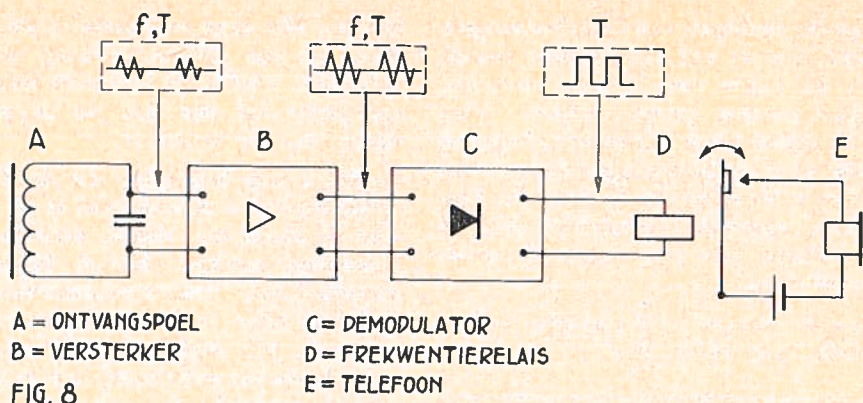 f,T
f,T
T
A
B
C
D
E
A = ONTVANGSPOEL
B = VERSTERKER
C = DEMODULATOR
D = FREKWENTIERELAIS
E = TELEFOON
FIG. 8